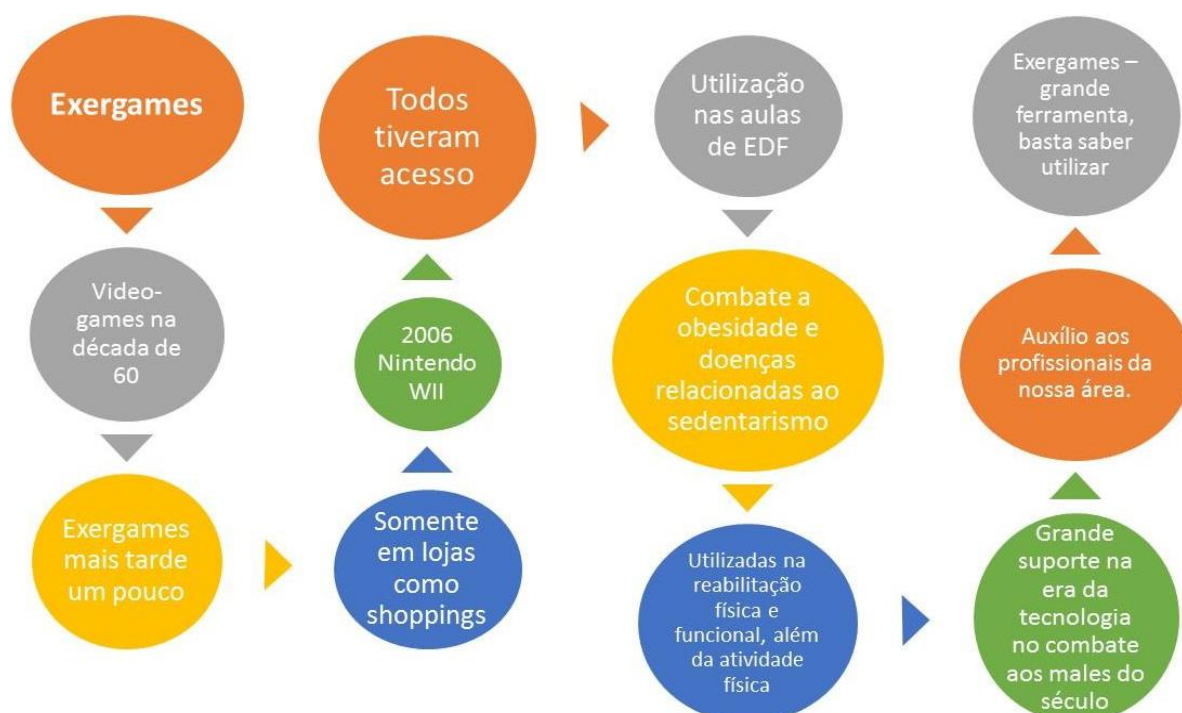 Exergames
Video-
games na
década de
60
Exergames
mais tarde
um pouco
Somente
em lojas
como
shoppings
2006
Nintendo
WII
Todos
tiveram
acesso
Utilização
nas aulas
de EDF
Combate a
obesidade e
doenças
relacionadas ao
sedentarismo
Utilizadas na
reabilitação
física e
funcional, além
da atividade
física
Grande
suporte na
era da
tecnologia
no combate
aos males do
século
Auxílio aos
profissionais da
nossa área.
Exergames –
grande
ferramenta,
basta saber
utilizar